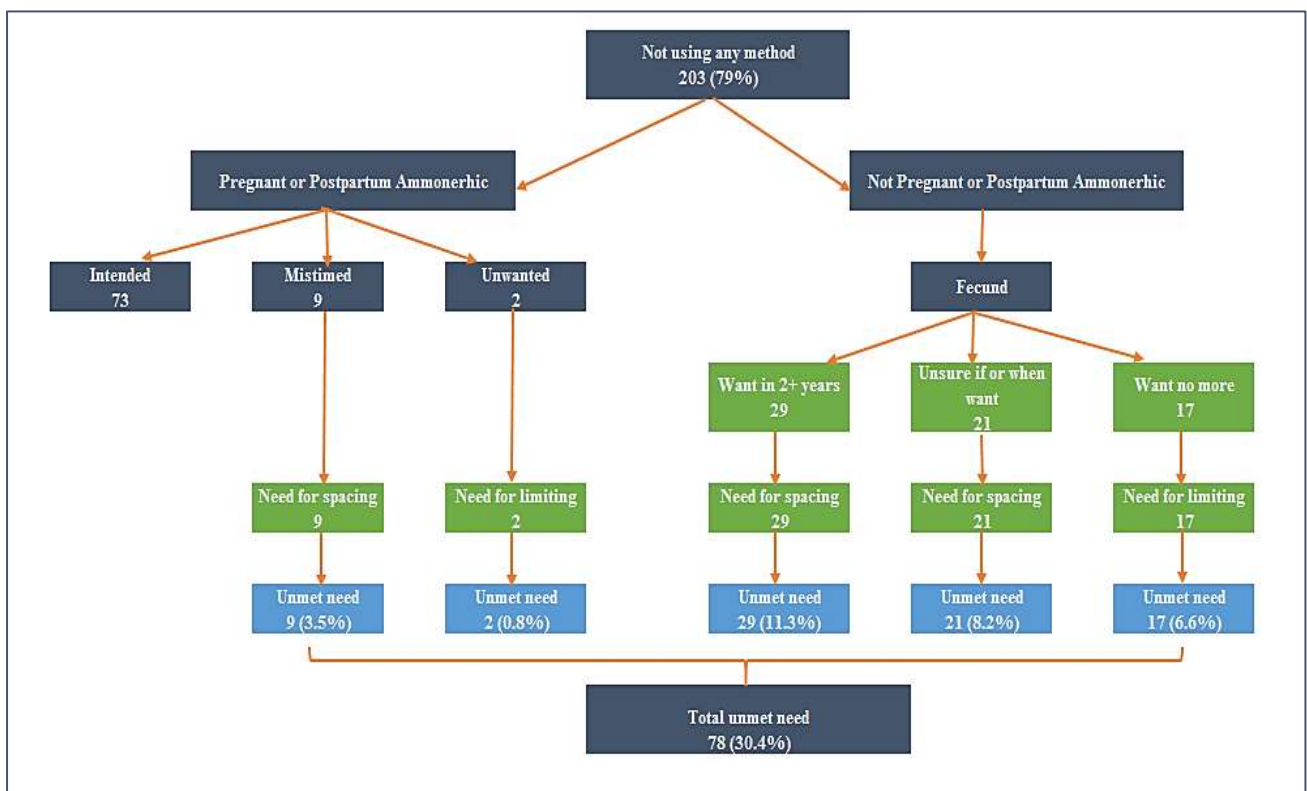 Not using any method
203 (79%)
Pregnant or Postpartum Ammonerhic
Not Pregnant or Postpartum Ammonerhic
Intended
73
Mistimed
9
Unwanted
2
Fecund
Want in 2+ years
29
Unsure if or when
want
21
Want no more
17
Need for spacing
9
Need for limiting
2
Need for spacing
29
Need for spacing
21
Need for limiting
17
Unmet need
9 (3.5%)
Unmet need
2 (0.8%)
Unmet need
29 (11.3%)
Unmet need
21 (8.2%)
Unmet need
17 (6.6%)
Total unmet need
78 (30.4%)